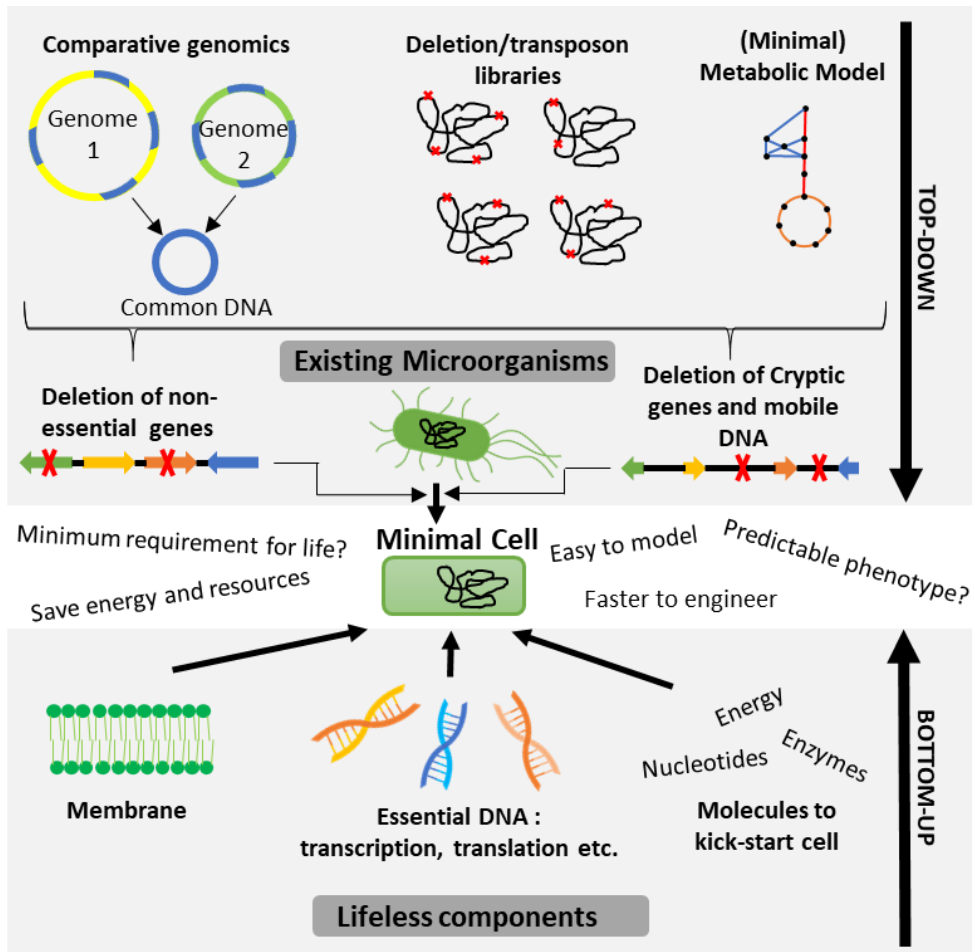 Comparative genomics
Genome
1
Genome
2
Common DNA
Deletion/transposon
libraries
(Minimal)
Metabolic Model
TOP-DOWN
Existing Microorganisms
Deletion of non-
essential genes
Deletion of Cryptic
genes and mobile
DNA
Minimum requirement for life?
Save energy and resources
Minimal Cell
Easy to model
Faster to engineer
Predictable phenotype?
BOTTOM-UP
Membrane
Essential DNA :
transcription, translation etc.
Energy
Nucleotides
Enzymes
Molecules to
kick-start cell
Lifeless components